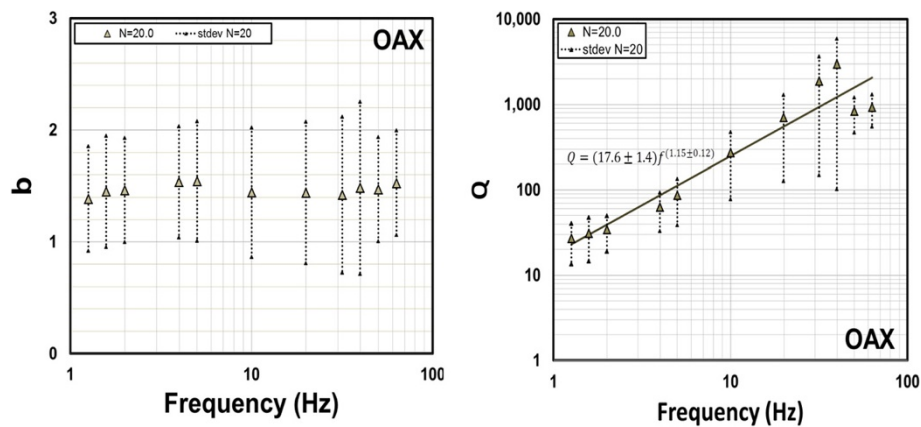 3
2
1
0
b
N=20.0 stdev N=20
OAX
1 10 100
Frequency (Hz)
10,000
1,000
100
10
1
Q
N=20.0
stdev N=20
Q = (17.6 ± 1.4)f^(1.15±0.12)
OAX
1 10 100
Frequency (Hz)